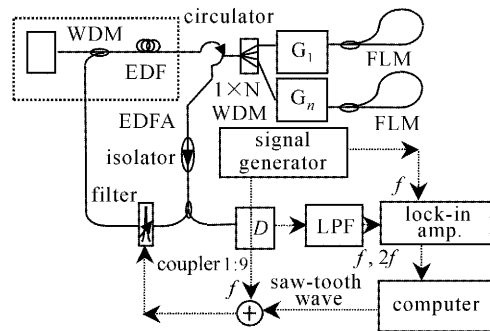 circulator
WDM
EDF
G1
FLM
1×N
WDM
Gn
FLM
EDFA
isolator
signal
generator
filter
f
D
LPF
lock-in
amp.
f, 2f
coupler 1:9
f
saw-tooth
wave
computer
+